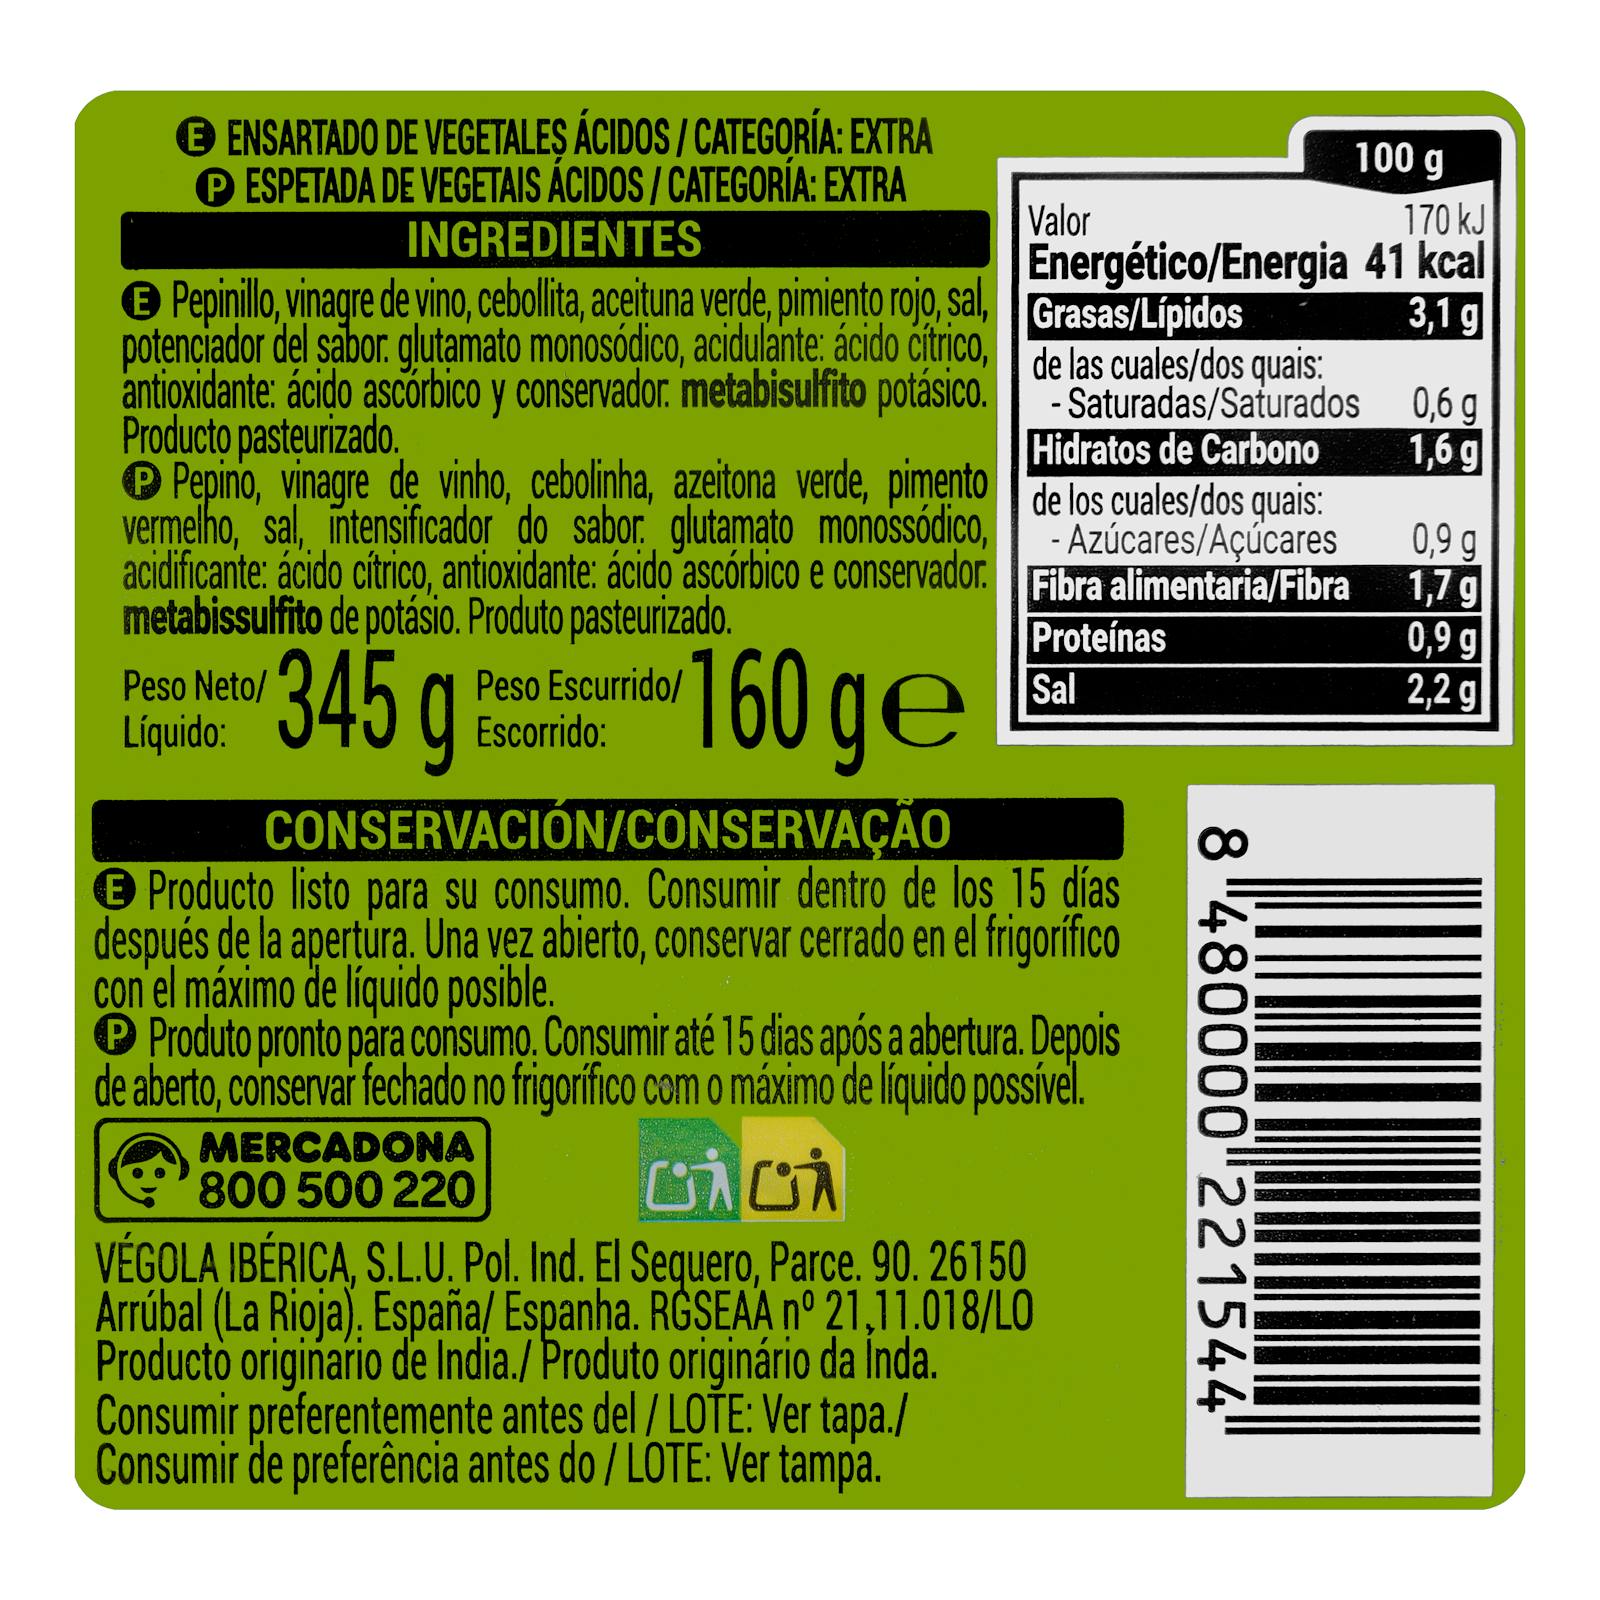 E ENSARTADO DE VEGETALES ÁCIDOS / CATEGORÍA: EXTRA
P ESPETADA DE VEGETAIS ÁCIDOS / CATEGORÍA: EXTRA
INGREDIENTES
E Pepinillo, vinagre de vino, cebollita, aceituna verde, pimiento rojo, sal,
potenciador del sabor: glutamato monosódico, acidulante: ácido cítrico,
antioxidante: ácido ascórbico y conservador: metabisulfito potásico.
Producto pasteurizado.
P Pepino, vinagre de vinho, cebolinha, azeitona verde, pimento
vermelho, sal, intensificador do sabor: glutamato monossódico,
acidificante: ácido cítrico, antioxidante: ácido ascórbico e conservador:
metabissulfito de potásio. Produto pasteurizado.
Peso Neto/
Líquido: 345 g Peso Escurrido/
Escorrido: 160 g e
100 g
Valor 170 kJ
Energético/Energia 41 kcal
Grasas/Lípidos 3,1 g
de las cuales/dos quais:
- Saturadas/Saturados 0,6 g
Hidratos de Carbono 1,6 g
de los cuales/dos quais:
- Azúcares/Açúcares 0,9 g
Fibra alimentaria/Fibra 1,7 g
Proteínas 0,9 g
Sal 2,2 g
CONSERVACIÓN/CONSERVAÇÃO
E Producto listo para su consumo. Consumir dentro de los 15 días
después de la apertura. Una vez abierto, conservar cerrado en el frigorífico
con el máximo de líquido posible.
P Produto pronto para consumo. Consumir até 15 dias após a abertura. Depois
de aberto, conservar fechado no frigorífico com o máximo de líquido possível.
MERCADONA
800 500 220
VÉGOLA IBÉRICA, S.L.U. Pol. Ind. El Sequero, Parce. 90. 26150
Arrúbal (La Rioja). España/ Espanha. RGSEAA nº 21.11.018/LO
Producto originario de India./ Produto originário da Índa.
Consumir preferentemente antes del / LOTE: Ver tapa./
Consumir de preferência antes do / LOTE: Ver tampa.
8 480000 221544